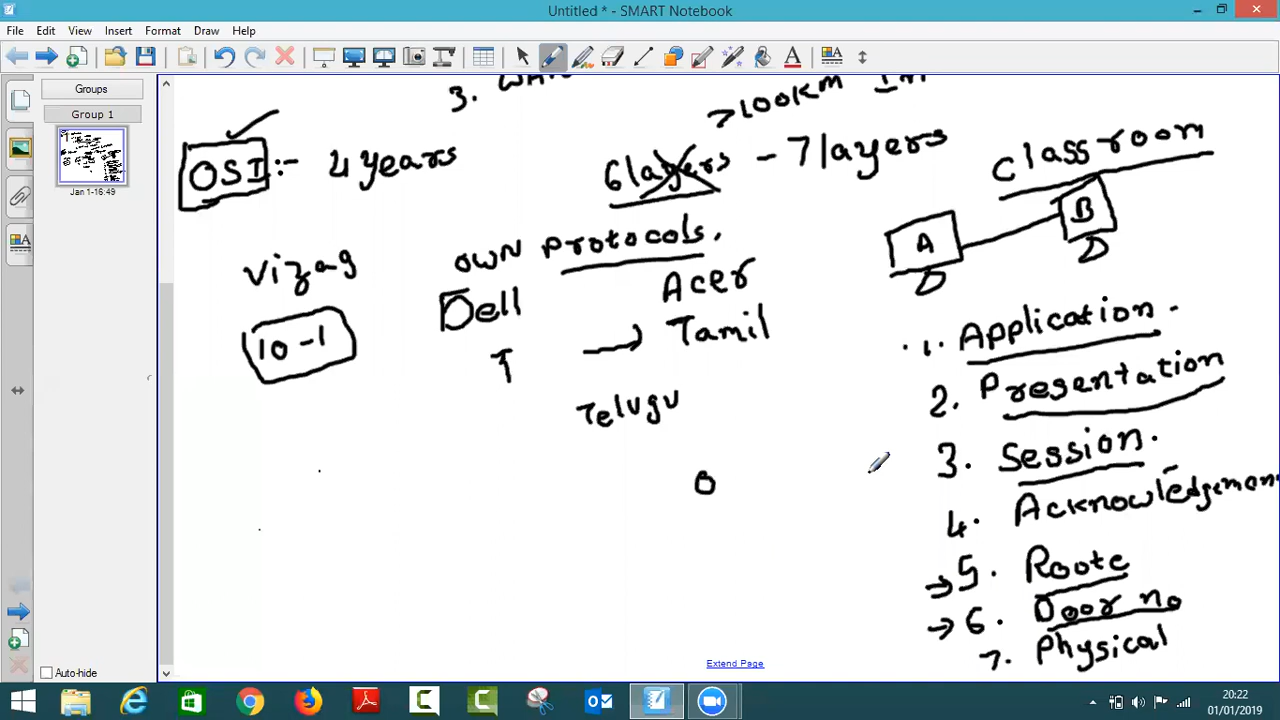 Untitled * - SMART Notebook
File Edit View Insert Format Draw Help
Groups
Group 1
Jan 1-16:49
Auto-hide
3. WAN
>100km
OSI :- 4 years
6 layers - 7 layers
Classroom
A
B
Vizag
OWN Protocols.
10-1
Dell
Acer
T → Tamil
Telugu
0
1. Application.
2. Presentation
3. Session.
4. Acknowledgement
→ 5. Roote
→ 6. Door no
7. Physical
Extend Page
20:22
01/01/2019